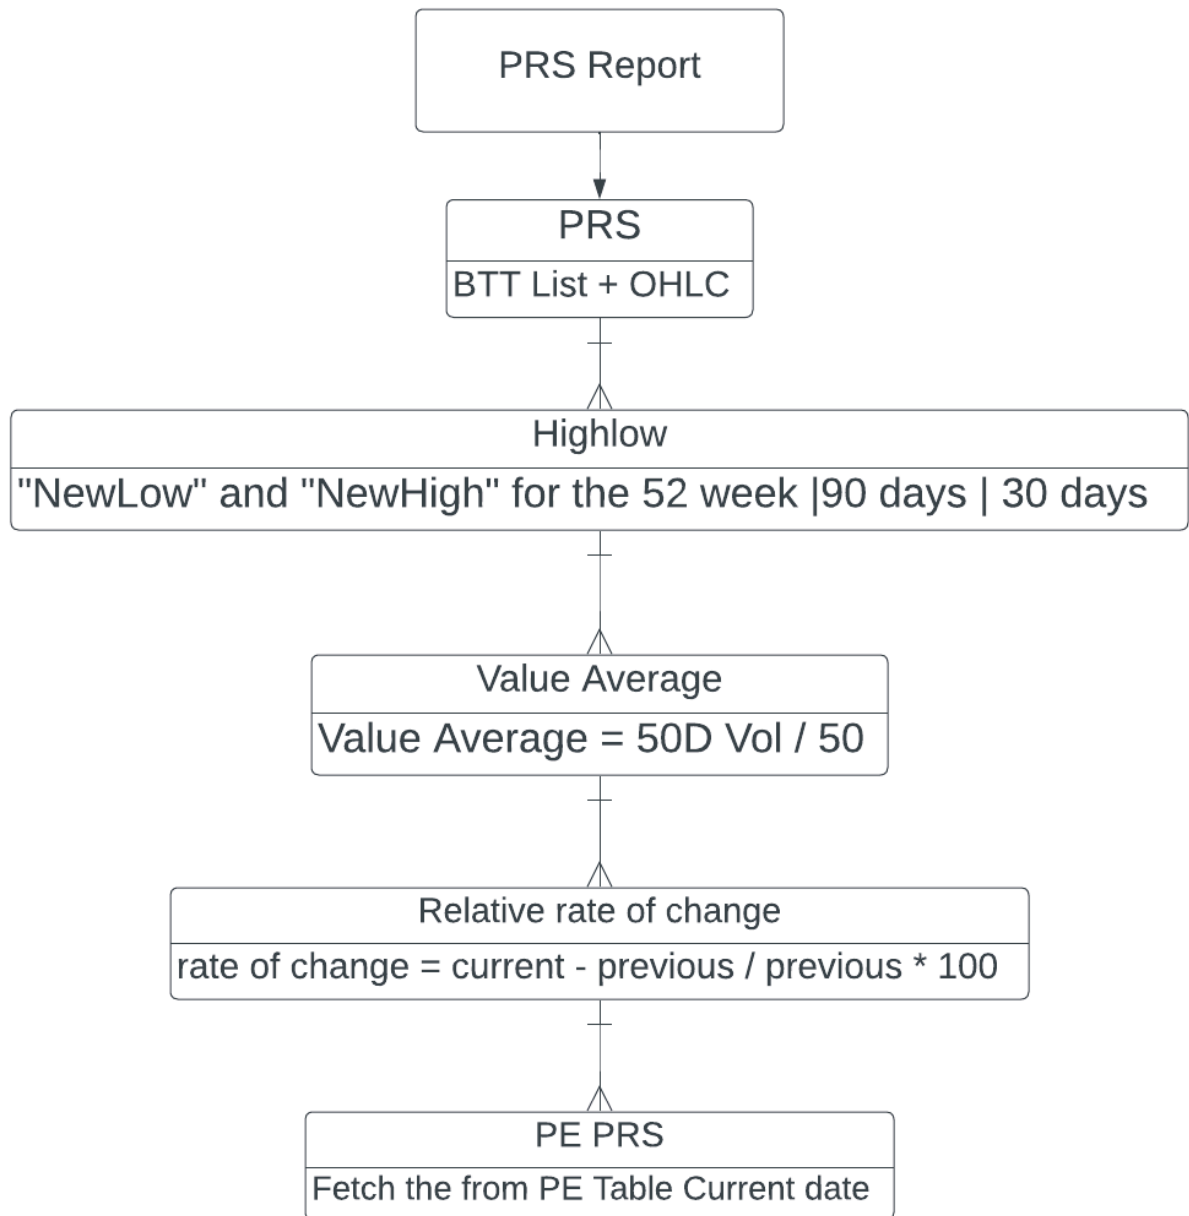 PRS Report
PRS
BTT List + OHLC
Highlow
"NewLow" and "NewHigh" for the 52 week |90 days | 30 days
Value Average
Value Average = 50D Vol / 50
Relative rate of change
rate of change = current - previous / previous * 100
PE PRS
Fetch the from PE Table Current date